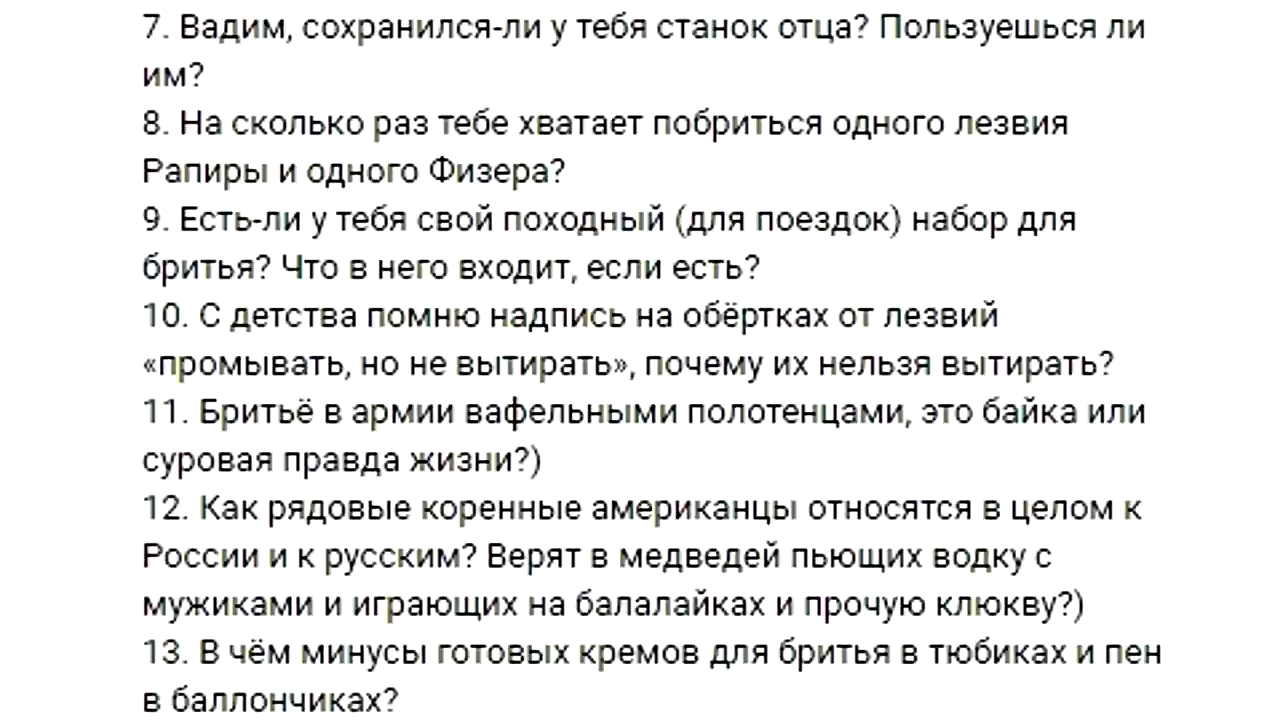 7. Вадим, сохранился-ли у тебя станок отца? Пользуешься ли
им?
8. На сколько раз тебе хватает побриться одного лезвия
Рапиры и одного Физера?
9. Есть-ли у тебя свой походный (для поездок) набор для
бритья? Что в него входит, если есть?
10. С детства помню надпись на обёртках от лезвий
«промывать, но не вытирать», почему их нельзя вытирать?
11. Бритьё в армии вафельными полотенцами, это байка или
суровая правда жизни?)
12. Как рядовые коренные американцы относятся в целом к
России и к русским? Верят в медведей пьющих водку с
мужиками и играющих на балалайках и прочую клюкву?)
13. В чём минусы готовых кремов для бритья в тюбиках и пен
в баллончиках?